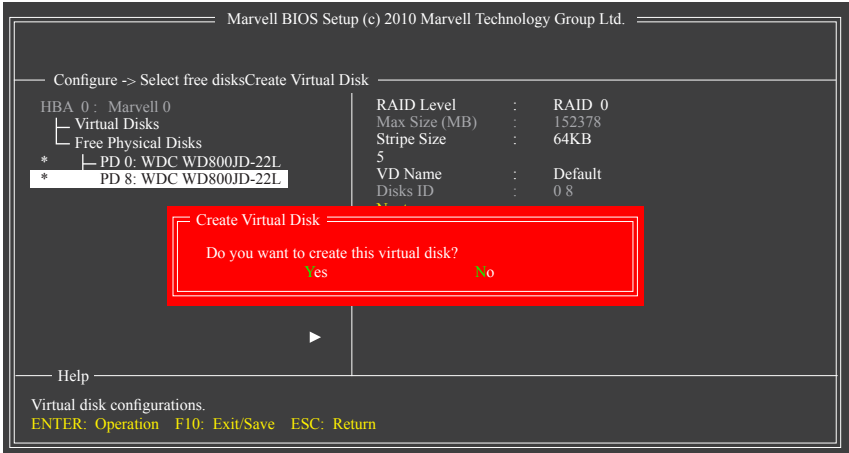 Marvell BIOS Setup (c) 2010 Marvell Technology Group Ltd.
Configure -> Select free disksCreate Virtual Disk
HBA 0 : Marvell 0
Virtual Disks
Free Physical Disks
* PD 0: WDC WD800JD-22L
* PD 8: WDC WD800JD-22L
RAID Level : RAID 0
Max Size (MB) : 152378
Stripe Size : 64KB
5
VD Name : Default
Disks ID : 0 8
Create Virtual Disk
Do you want to create this virtual disk?
Yes No
Help
Virtual disk configurations.
ENTER: Operation F10: Exit/Save ESC: Return